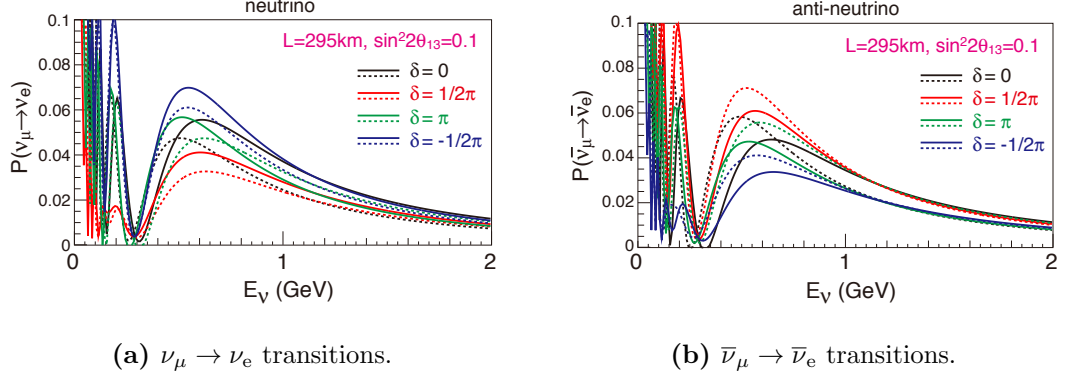 neutrino
P(ν_μ→ν_e)
0.1
0.08
0.06
0.04
0.02
0
L=295km, sin²2θ₁₃=0.1
δ = 0
δ = 1/2π
δ = π
δ = -1/2π
0 1 2
E_ν (GeV)
(a) ν_μ → ν_e transitions.
anti-neutrino
P(ν̄_μ→ν̄_e)
0.1
0.08
0.06
0.04
0.02
0
L=295km, sin²2θ₁₃=0.1
δ = 0
δ = 1/2π
δ = π
δ = -1/2π
0 1 2
E_ν (GeV)
(b) ν̄_μ → ν̄_e transitions.